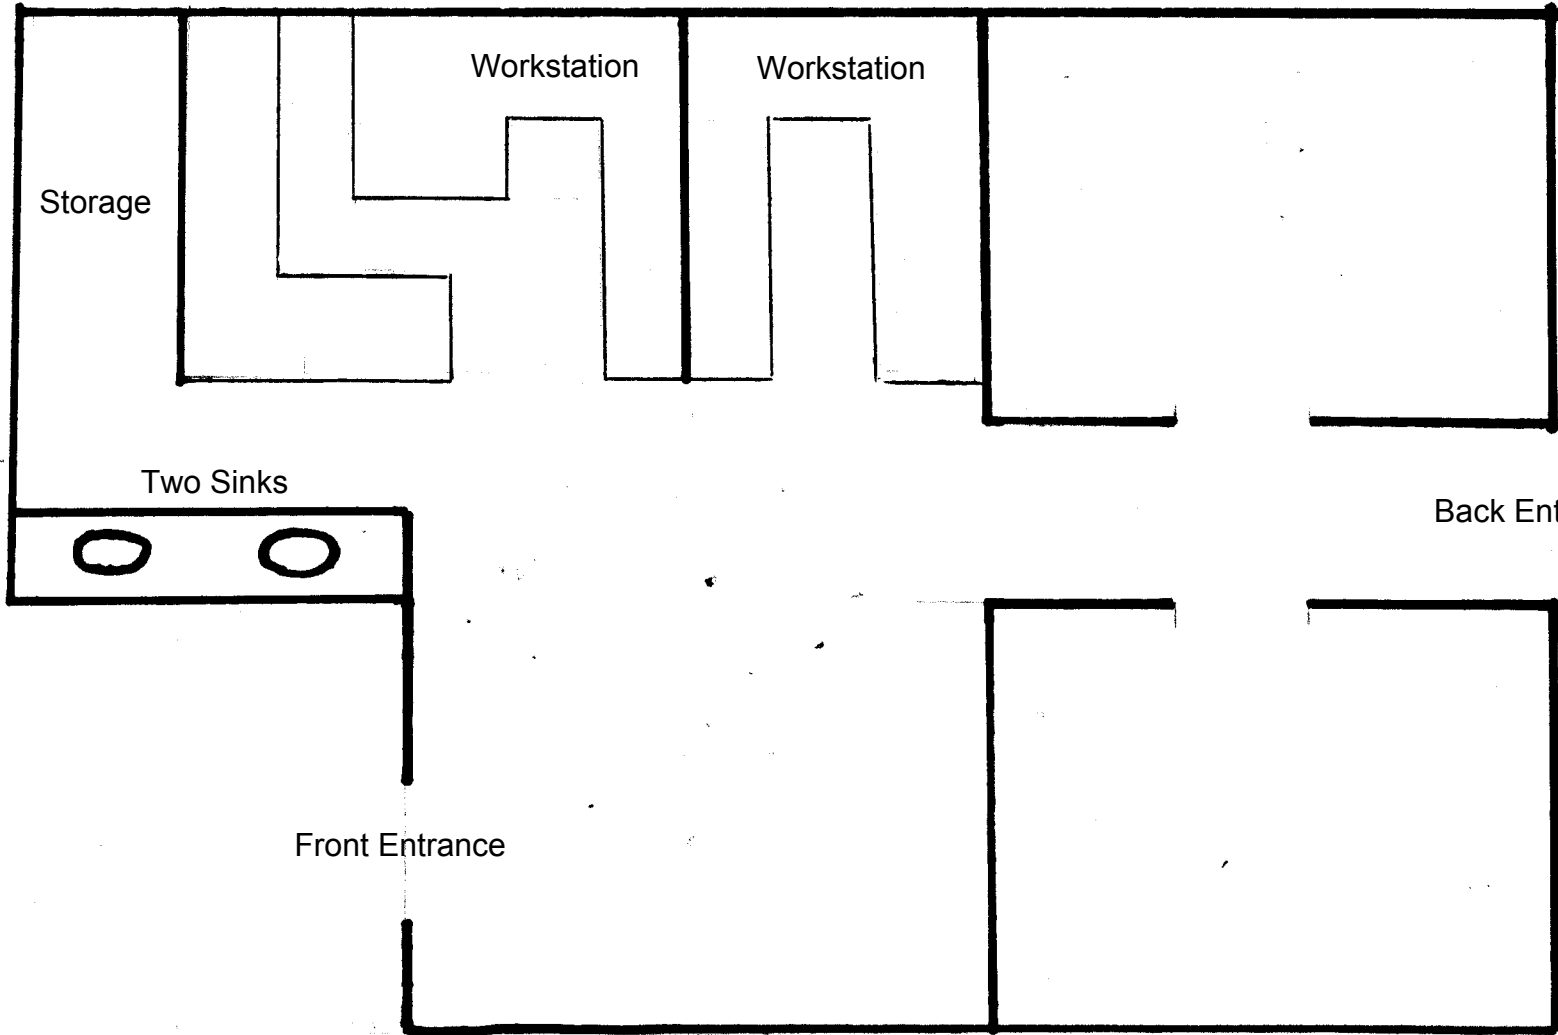 Workstation
Workstation
Storage
Two Sinks
Back Ent
Front Entrance